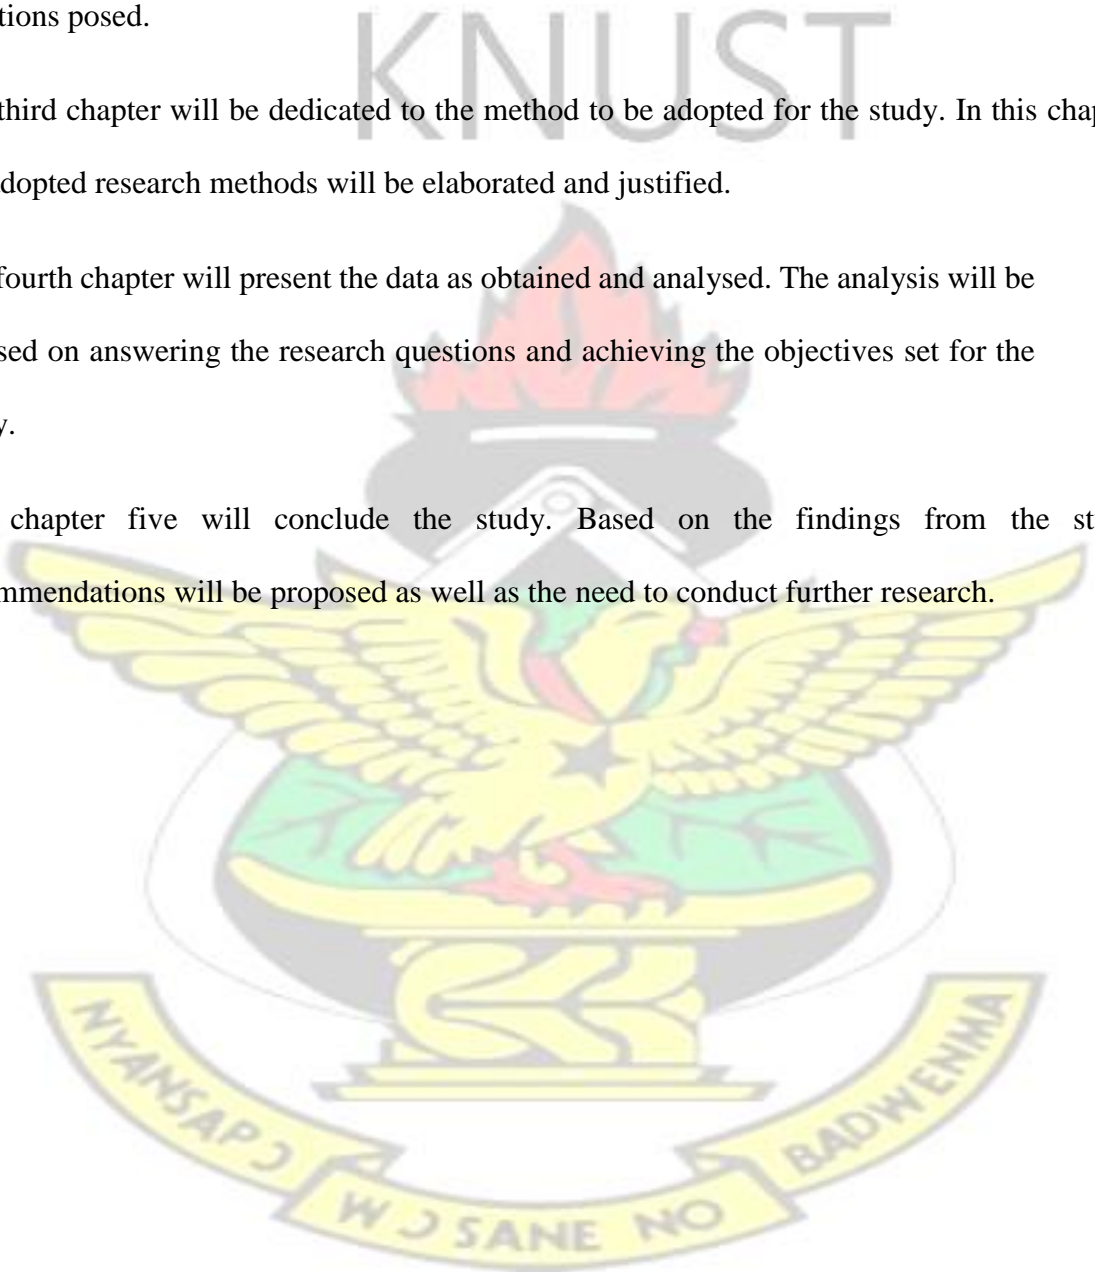 KNUST
tions posed.
third chapter will be dedicated to the method to be adopted for the study. In this chap
dopted research methods will be elaborated and justified.
fourth chapter will present the data as obtained and analysed. The analysis will be
sed on answering the research questions and achieving the objectives set for the
y.
chapter five will conclude the study. Based on the findings from the st
mmendations will be proposed as well as the need to conduct further research.
NYANSAPƆ
WƆSANE NO
BADWENMA